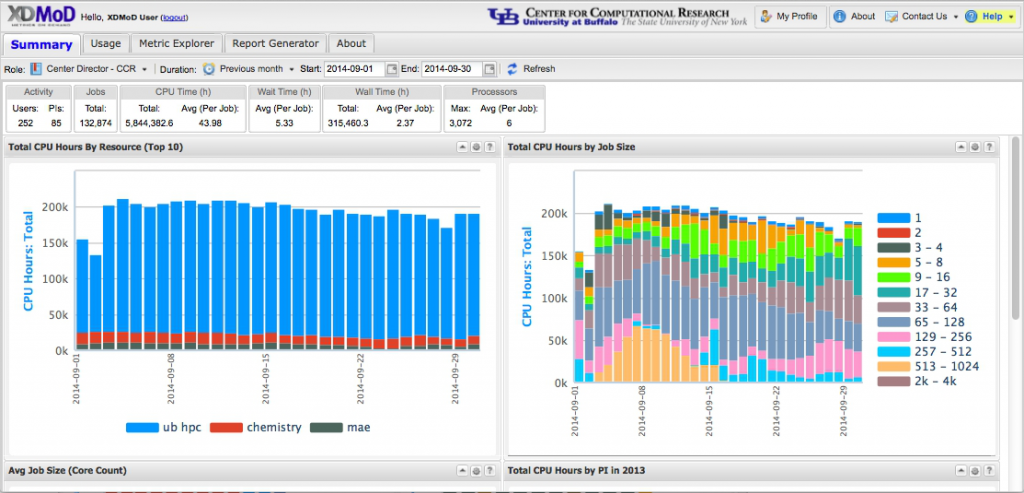 XDMoD Hello, XDMoD User (logout) UB CENTER FOR COMPUTATIONAL RESEARCH My Profile About Contact Us Help
University at Buffalo The State University of New York
Summary Usage Metric Explorer Report Generator About
Role: Center Director - CCR Duration: Previous month Start: 2014-09-01 End: 2014-09-30 Refresh
Activity Jobs CPU Time (h) Wait Time (h) Wall Time (h) Processors
Users: PIs: Total: Total: Avg (Per Job): Avg (Per Job): Total: Avg (Per Job): Max: Avg (Per Job):
252 85 132,874 5,844,382.6 43.98 5.33 315,460.3 2.37 3,072 6
Total CPU Hours By Resource (Top 10)
CPU Hours: Total
200k
150k
100k
50k
0k
2014-09-01
2014-09-08
2014-09-15
2014-09-22
2014-09-29
ub hpc chemistry mae
Total CPU Hours by Job Size
CPU Hours: Total
200k
150k
100k
50k
0k
2014-09-01
2014-09-08
2014-09-15
2014-09-22
2014-09-29
1
2
3 - 4
5 - 8
9 - 16
17 - 32
33 - 64
65 - 128
129 - 256
257 - 512
513 - 1024
2k - 4k
Avg Job Size (Core Count)
Total CPU Hours by PI in 2013